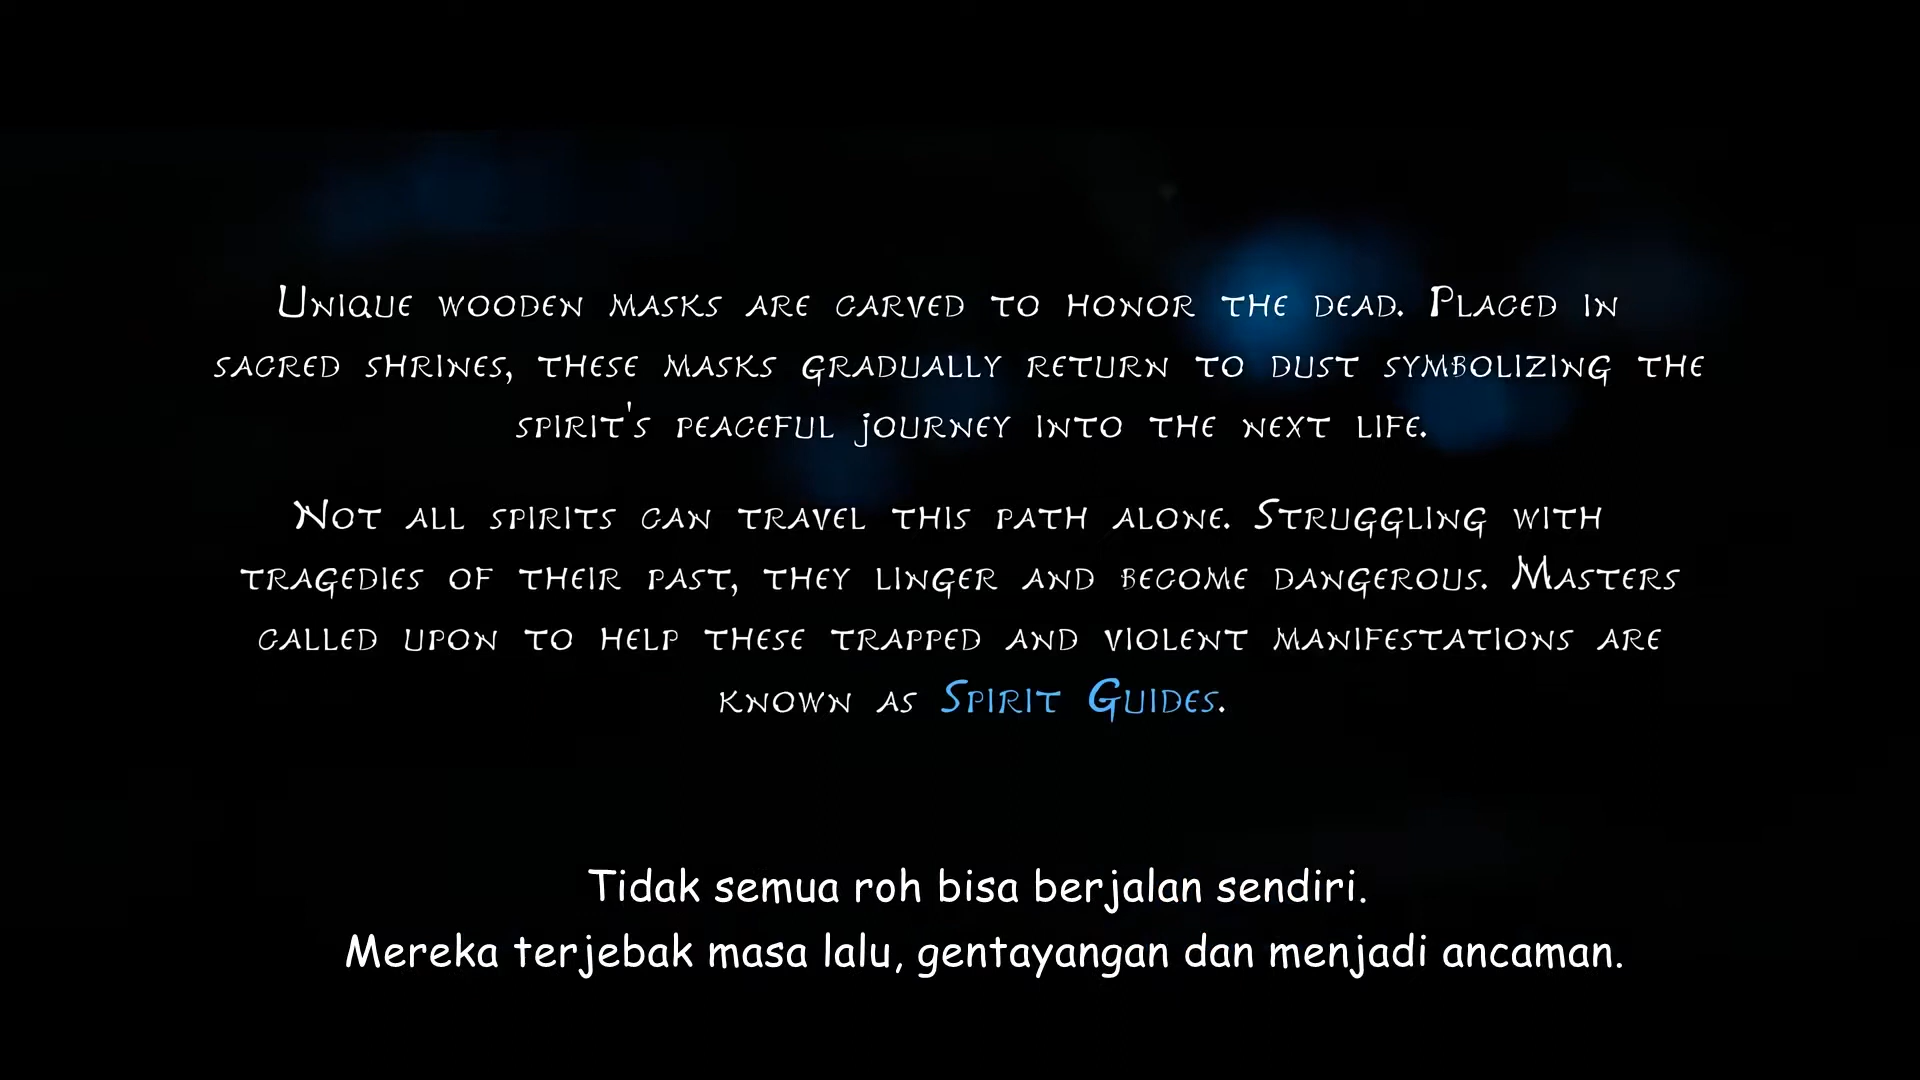 Unique wooden masks are carved to honor the dead. Placed in
sacred shrines, these masks gradually return to dust symbolizing the
spirit's peaceful journey into the next life.
Not all spirits can travel this path alone. Struggling with
tragedies of their past, they linger and become dangerous. Masters
called upon to help these trapped and violent manifestations are
known as Spirit Guides.
Tidak semua roh bisa berjalan sendiri.
Mereka terjebak masa lalu, gentayangan dan menjadi ancaman.